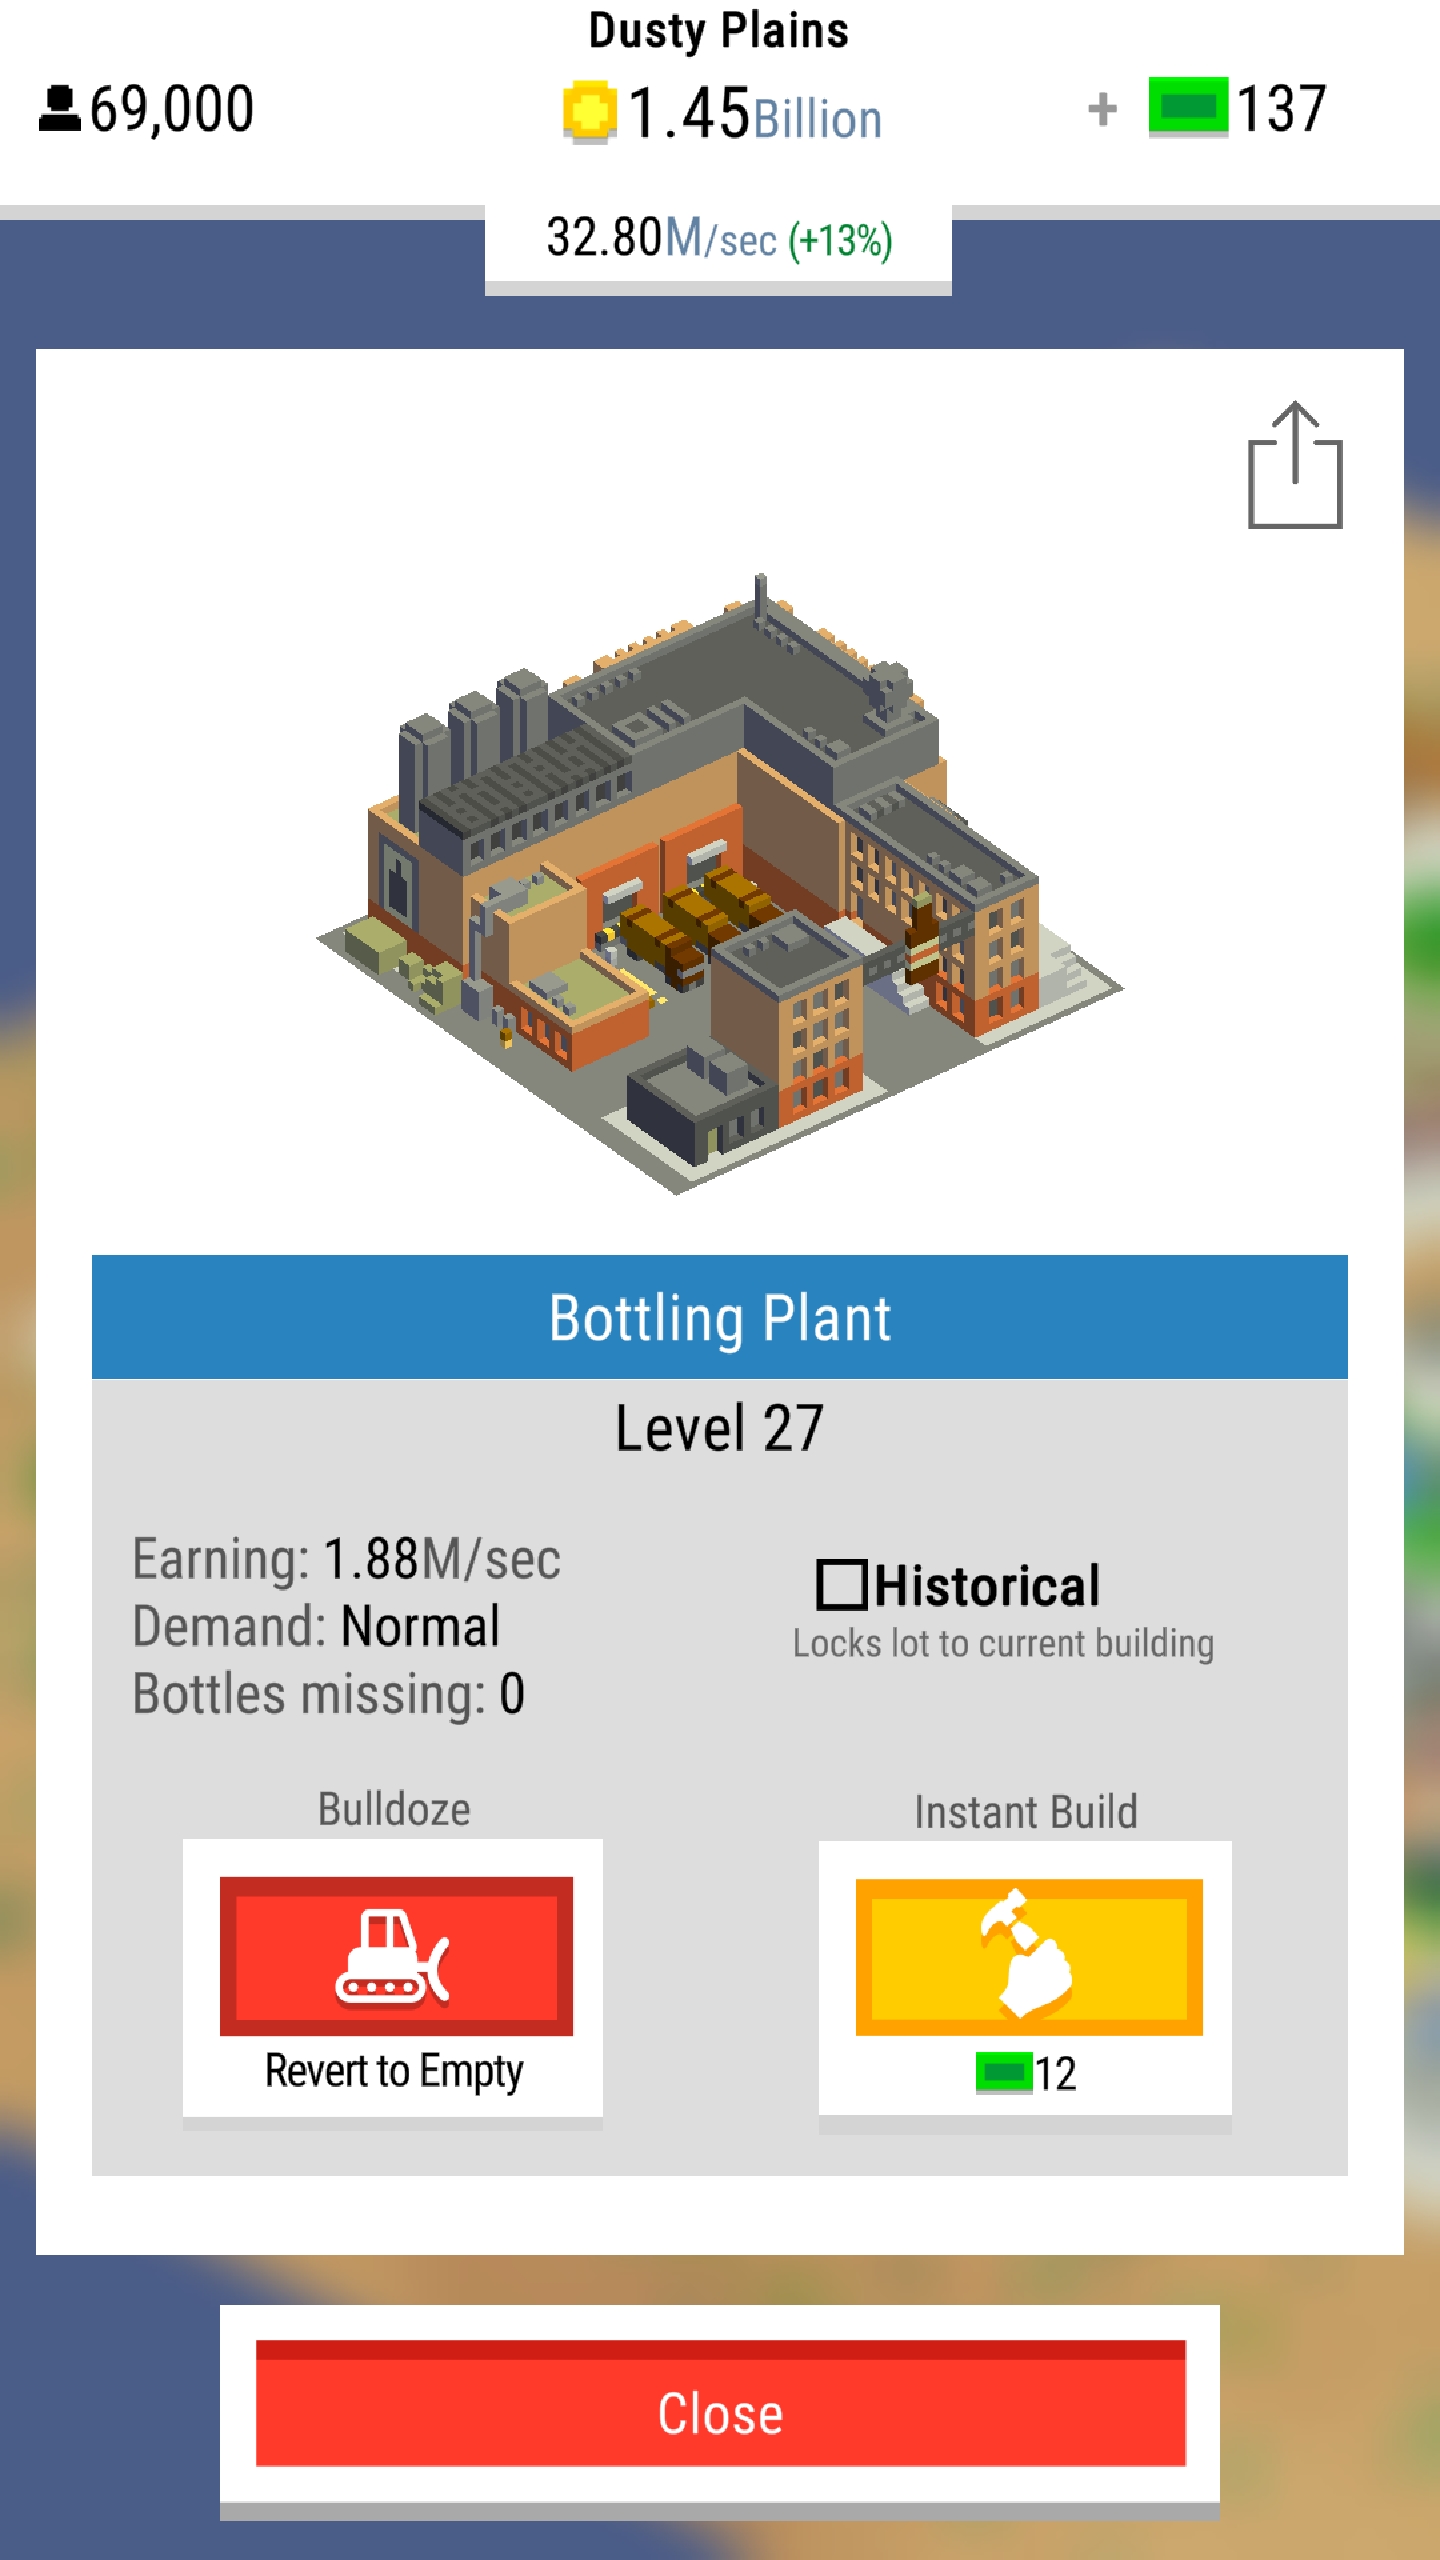 Dusty Plains
69,000
1.45Billion
+ 137
32.80M/sec (+13%)
Bottling Plant
Level 27
Earning: 1.88M/sec
Demand: Normal
Bottles missing: 0
Historical
Locks lot to current building
Bulldoze
Revert to Empty
Instant Build
12
Close